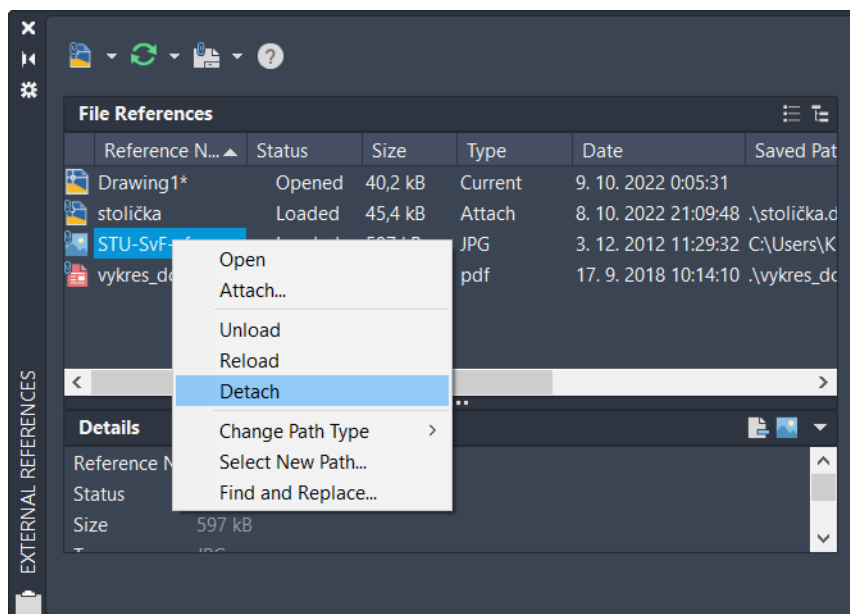 File References
Reference N... Status Size Type Date Saved Pat
Drawing1* Opened 40,2 kB Current 9. 10. 2022 0:05:31
stolička Loaded 45,4 kB Attach 8. 10. 2022 21:09:48 .\stolička.d
STU-SvF- JPG 3. 12. 2012 11:29:32 C:\Users\K
vykres_do pdf 17. 9. 2018 10:14:10 .\vykres_do
Open
Attach...
Unload
Reload
Detach
Change Path Type
Select New Path...
Find and Replace...
Details
Reference N
Status
Size 597 kB
EXTERNAL REFERENCES